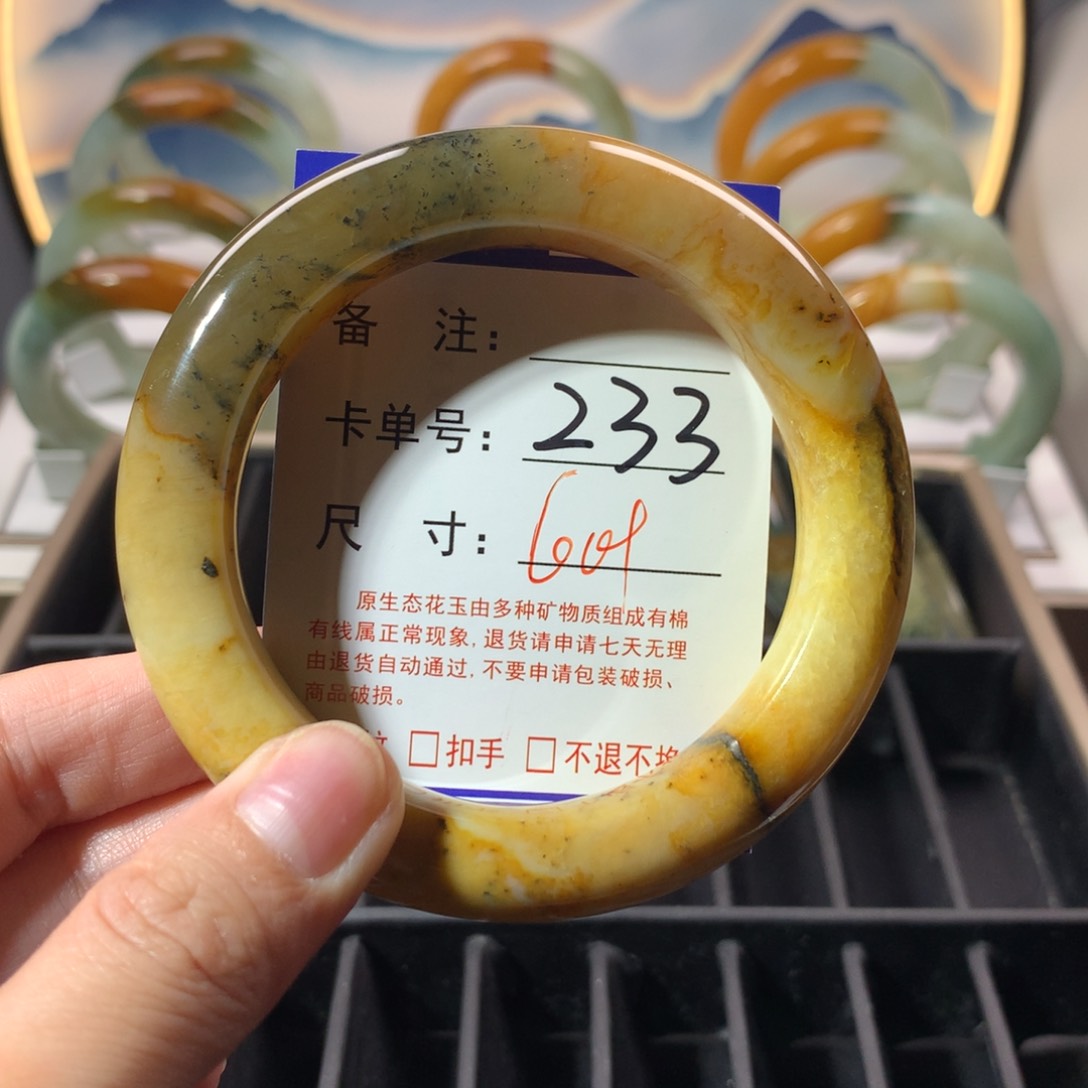 备 注：
卡单号：233
尺 寸：
原生态花玉由多种矿物质组成有棉
有线属正常现象，退货请申请七天无理
由退货自动通过，不要申请包装破损、
商品破损。
□扣手 □不退不换